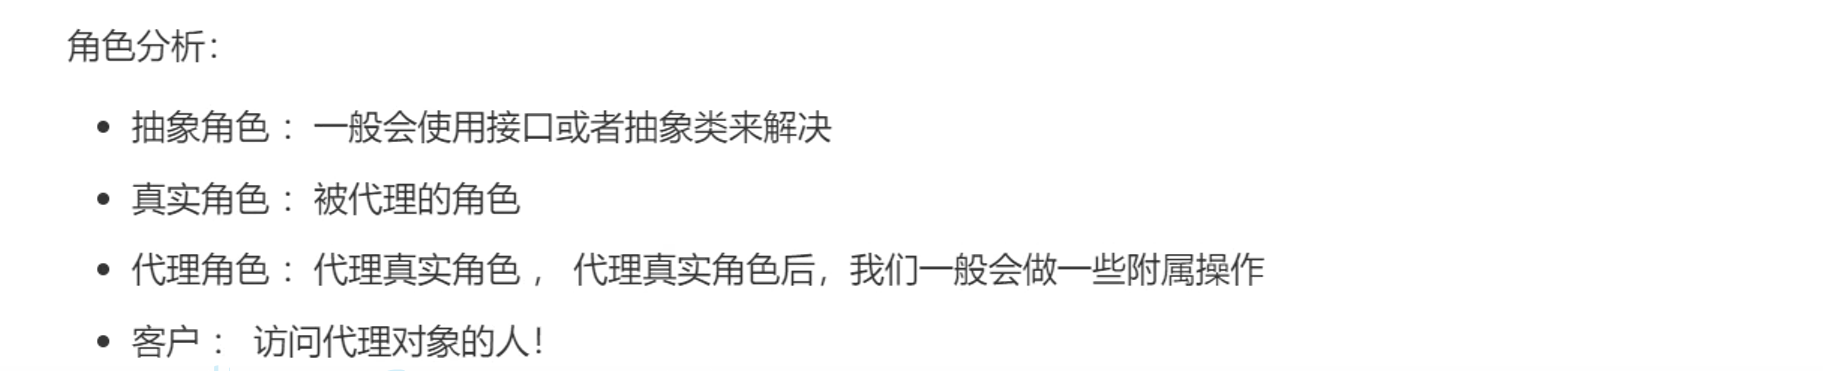 角色分析：
• 抽象角色 ：一般会使用接口或者抽象类来解决
• 真实角色 ：被代理的角色
• 代理角色 ：代理真实角色 ， 代理真实角色后，我们一般会做一些附属操作
• 客户 ： 访问代理对象的人！